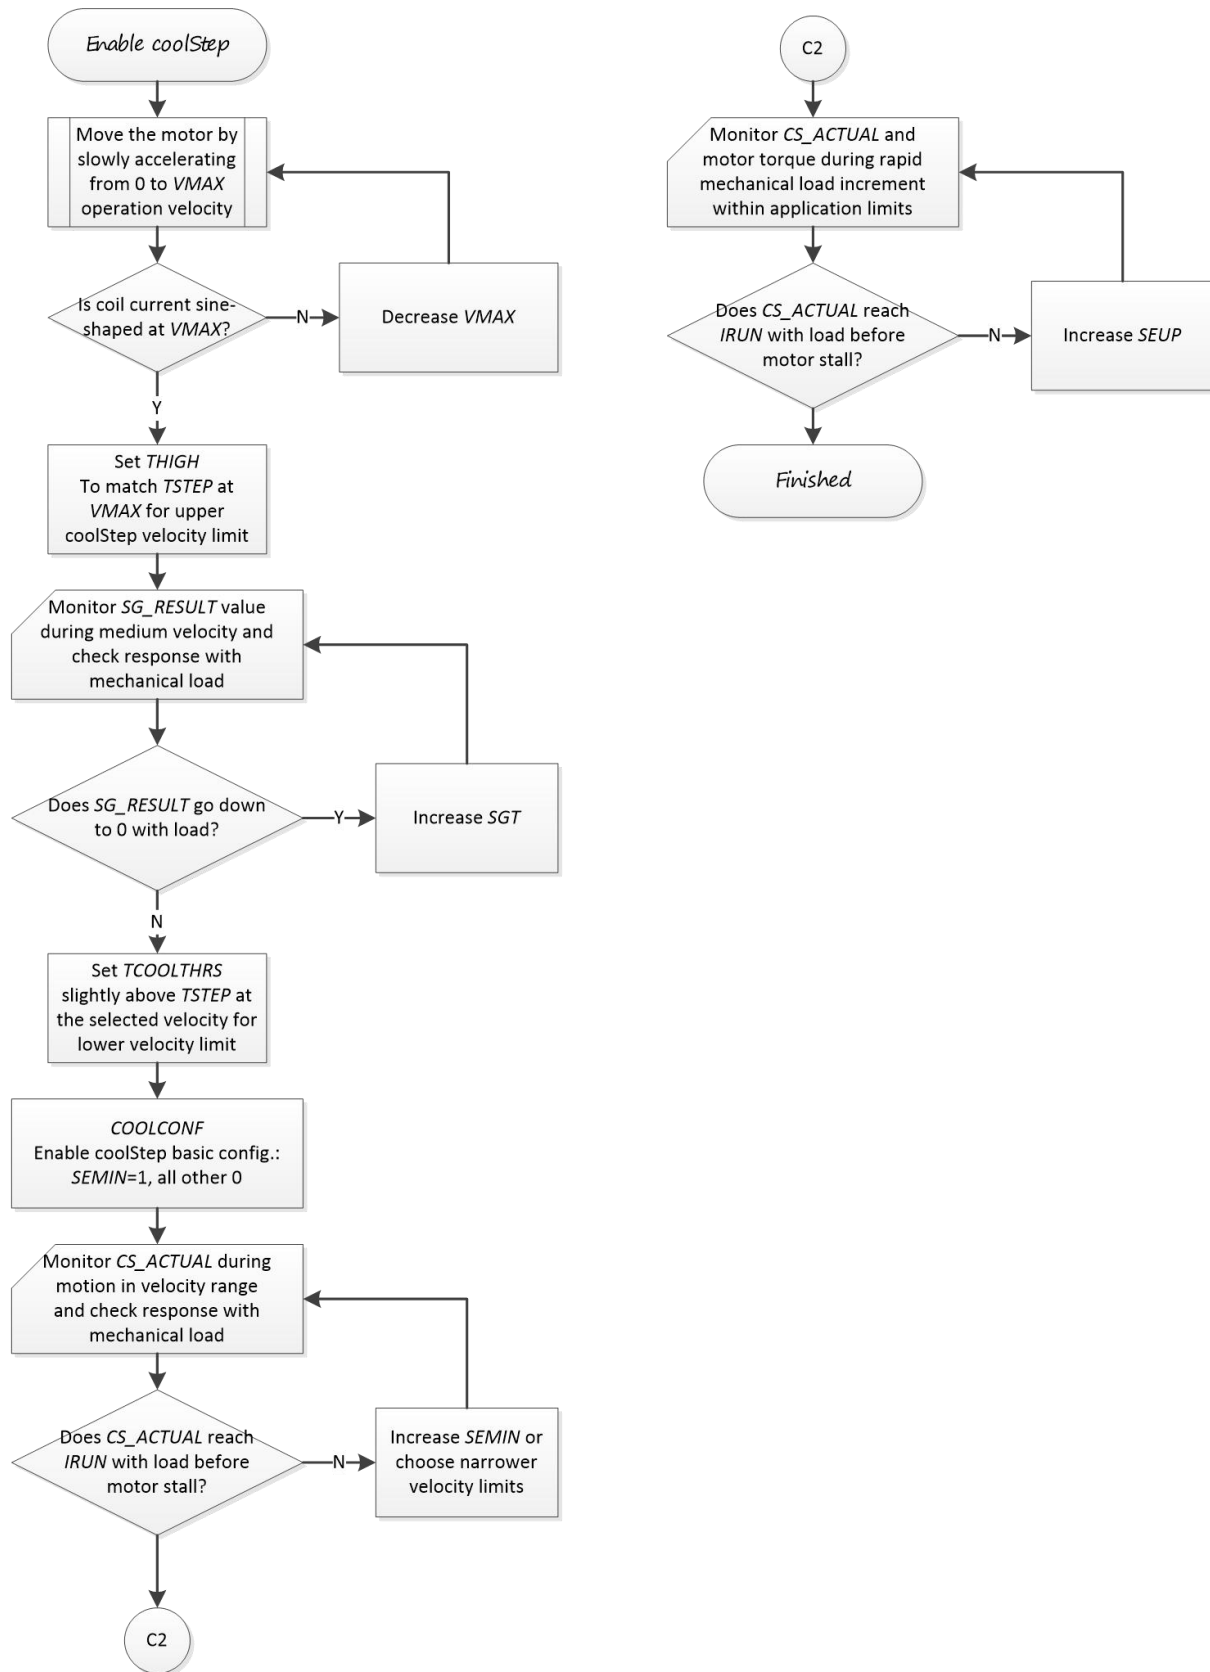 Enable coolStep
Move the motor by
slowly accelerating
from 0 to VMAX
operation velocity
Is coil current sine-
shaped at VMAX?
N
Decrease VMAX
Y
Set THIGH
To match TSTEP at
VMAX for upper
coolStep velocity limit
Monitor SG_RESULT value
during medium velocity and
check response with
mechanical load
Does SG_RESULT go down
to 0 with load?
Y
Increase SGT
N
Set TCOOLTHRS
slightly above TSTEP at
the selected velocity for
lower velocity limit
COOLCONF
Enable coolStep basic config.:
SEMIN=1, all other 0
Monitor CS_ACTUAL during
motion in velocity range
and check response with
mechanical load
Does CS_ACTUAL reach
IRUN with load before
motor stall?
N
Increase SEMIN or
choose narrower
velocity limits
C2
C2
Monitor CS_ACTUAL and
motor torque during rapid
mechanical load increment
within application limits
Does CS_ACTUAL reach
IRUN with load before
motor stall?
N
Increase SEUP
Finished